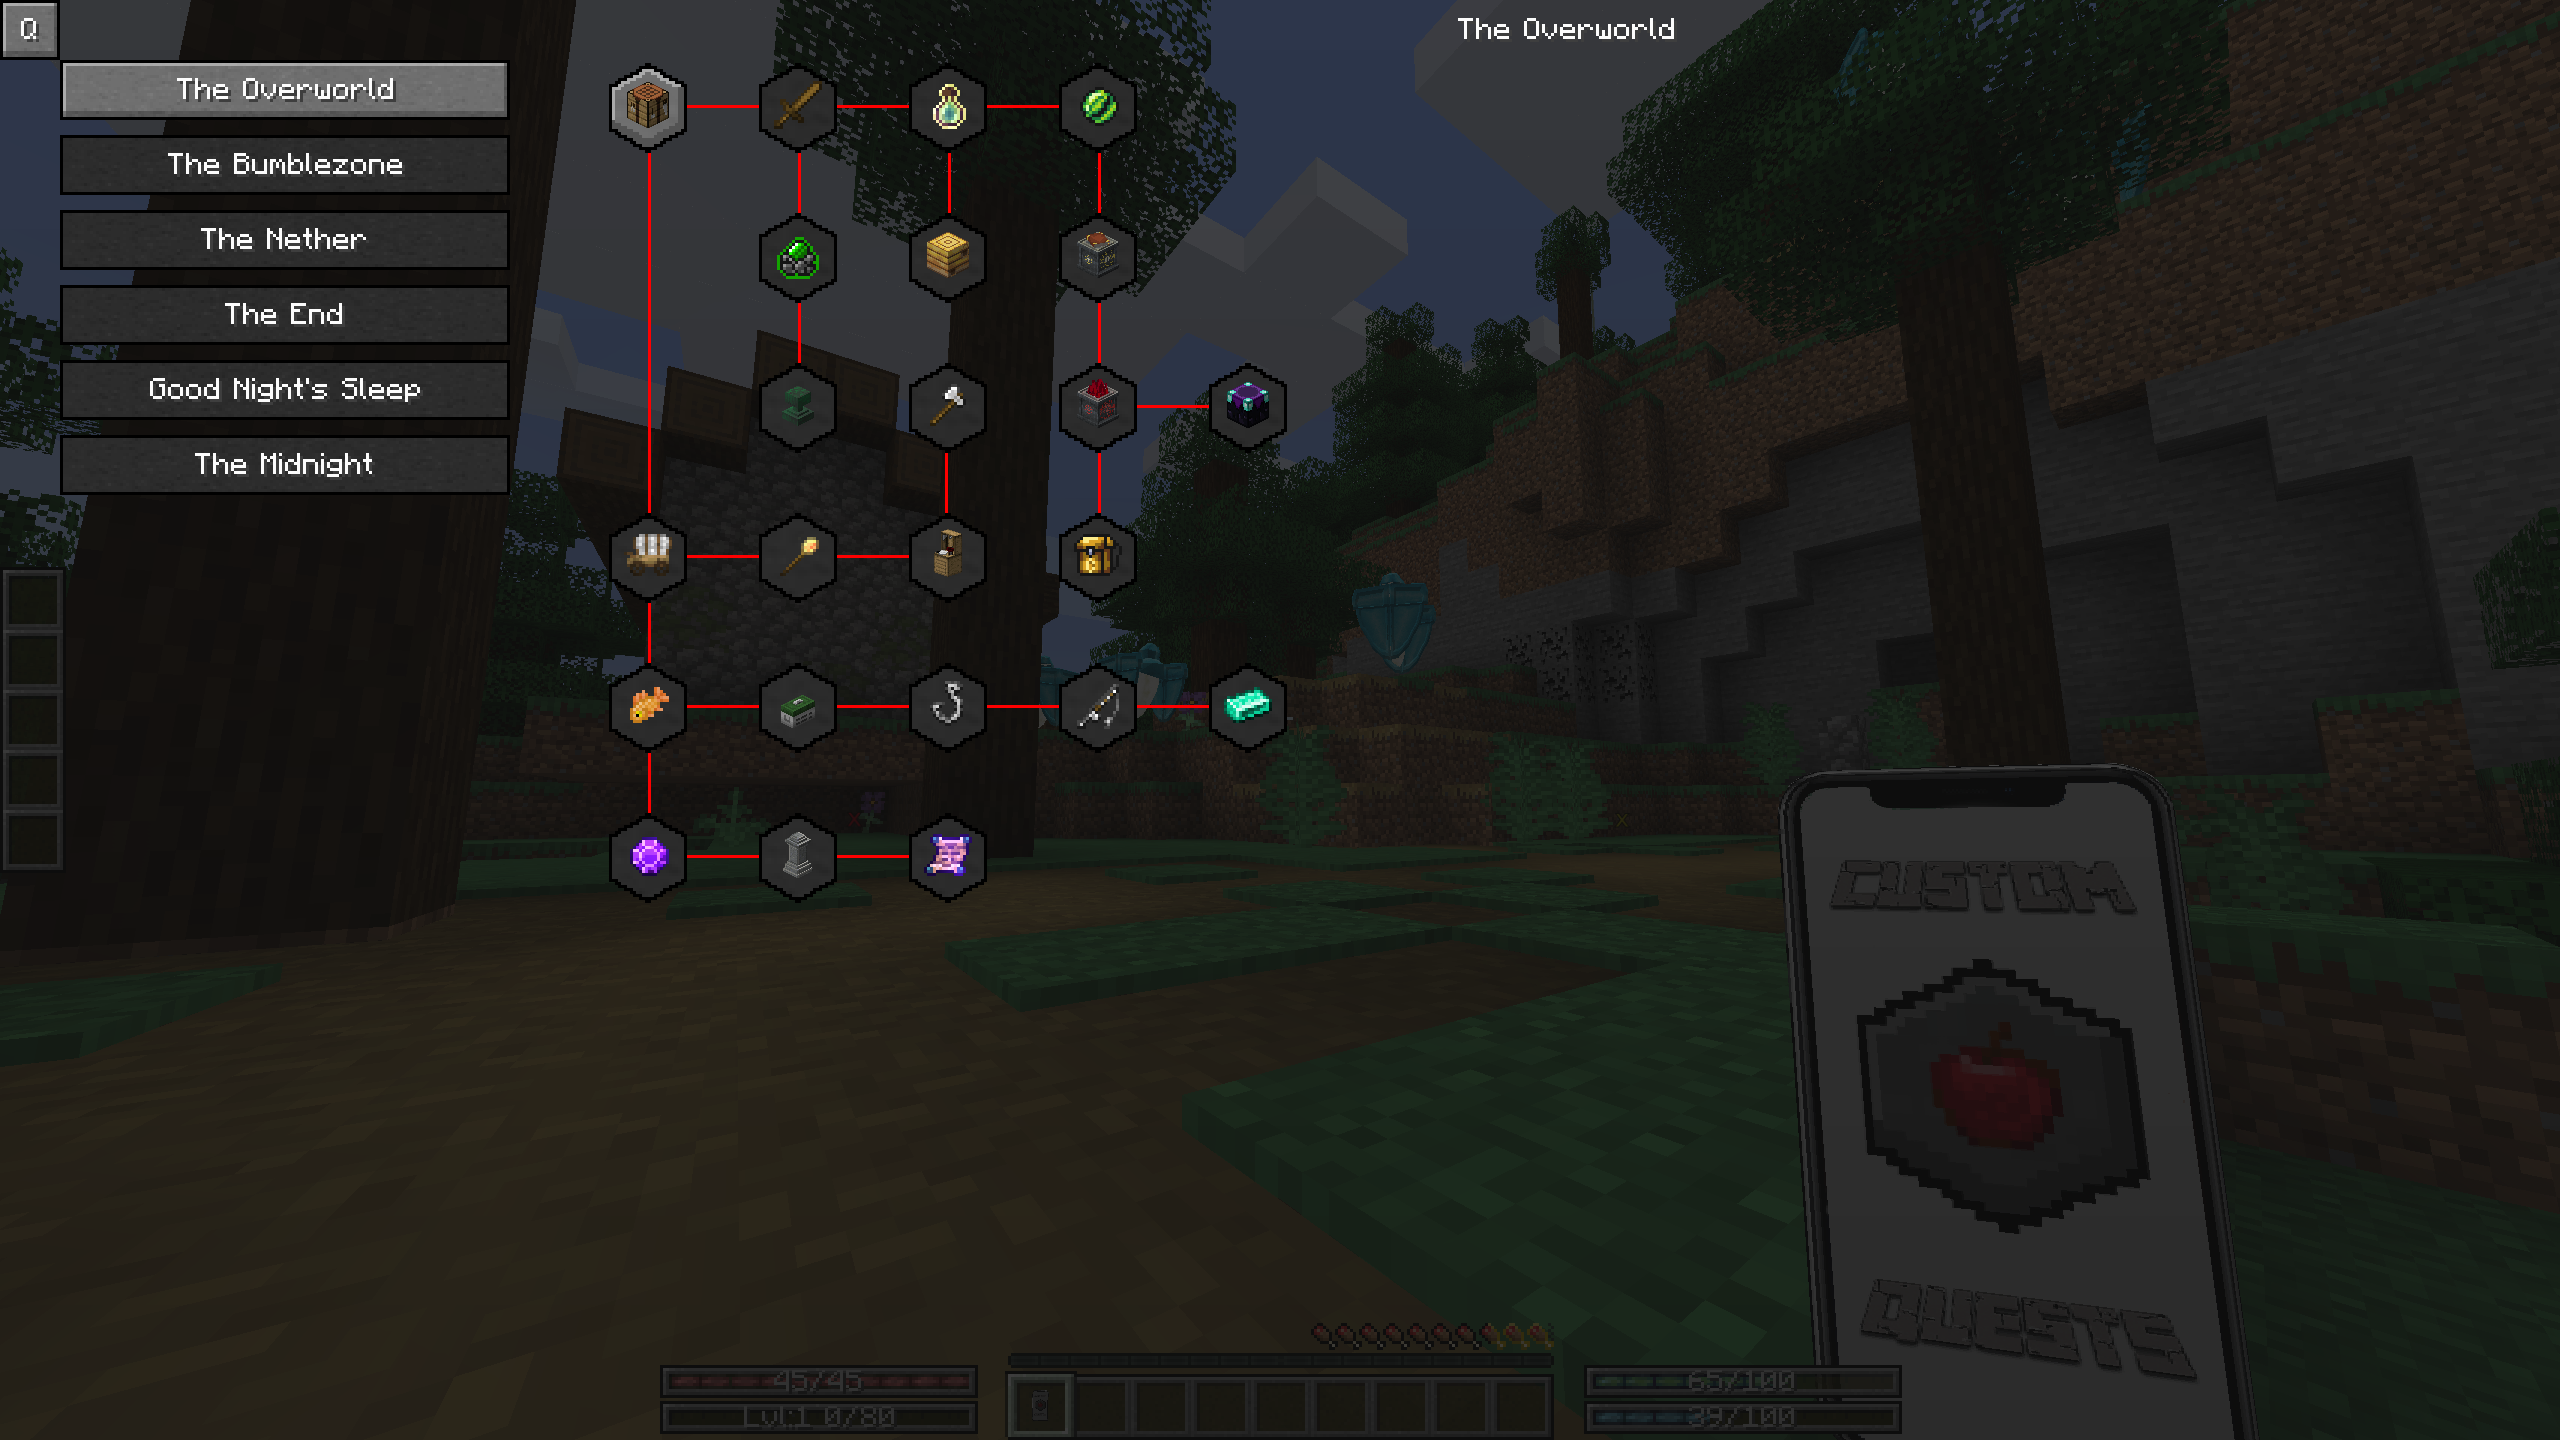 Q
The Overworld
The Overworld
The Bumblezone
The Nether
The End
Good Night's Sleep
The Midnight
CUSTOM
QUESTS
45/45
Lvl:1 0/80
65/100
39/100